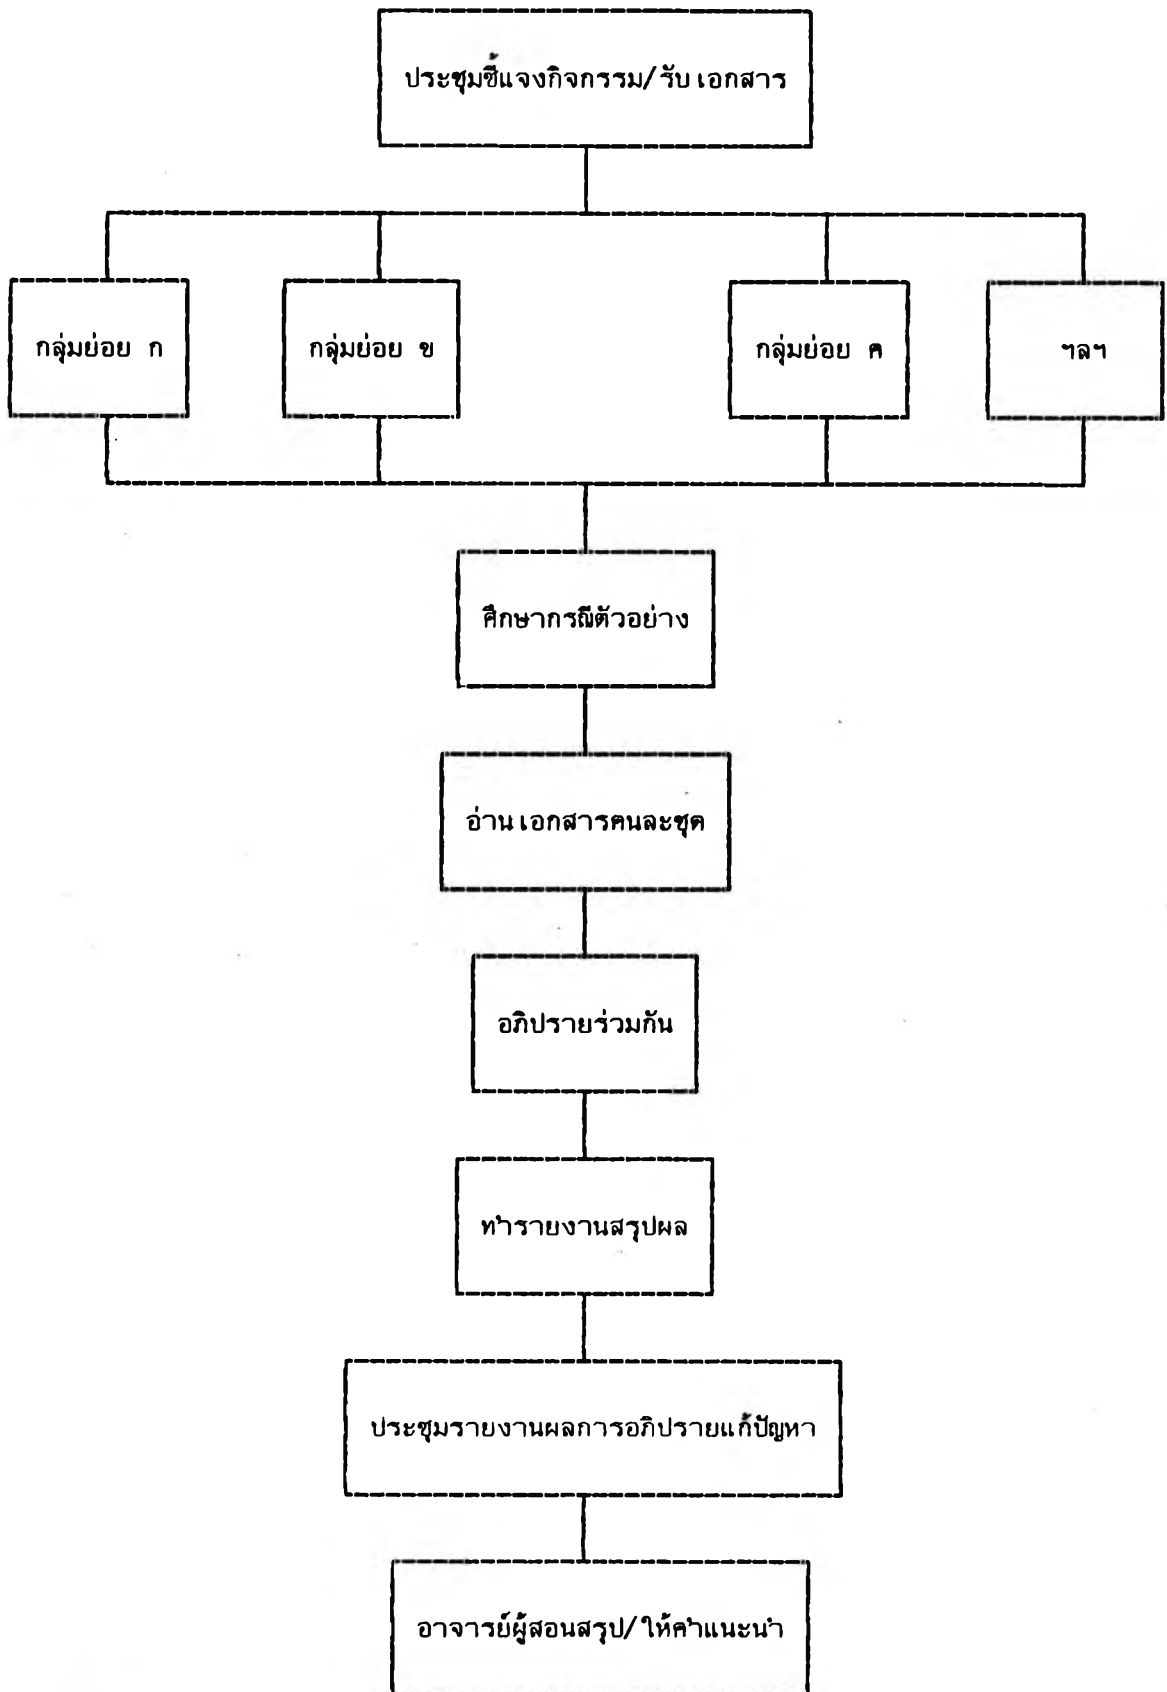 ประชุมชี้แจงกิจกรรม/รับเอกสาร
กลุ่มย่อย ก
กลุ่มย่อย ข
กลุ่มย่อย ค
ฯลฯ
ศึกษากรณีตัวอย่าง
อ่านเอกสารคนละชุด
อภิปรายร่วมกัน
ทำรายงานสรุปผล
ประชุมรายงานผลการอภิปรายแก้ปัญหา
อาจารย์ผู้สอนสรุป/ให้คำแนะนำ